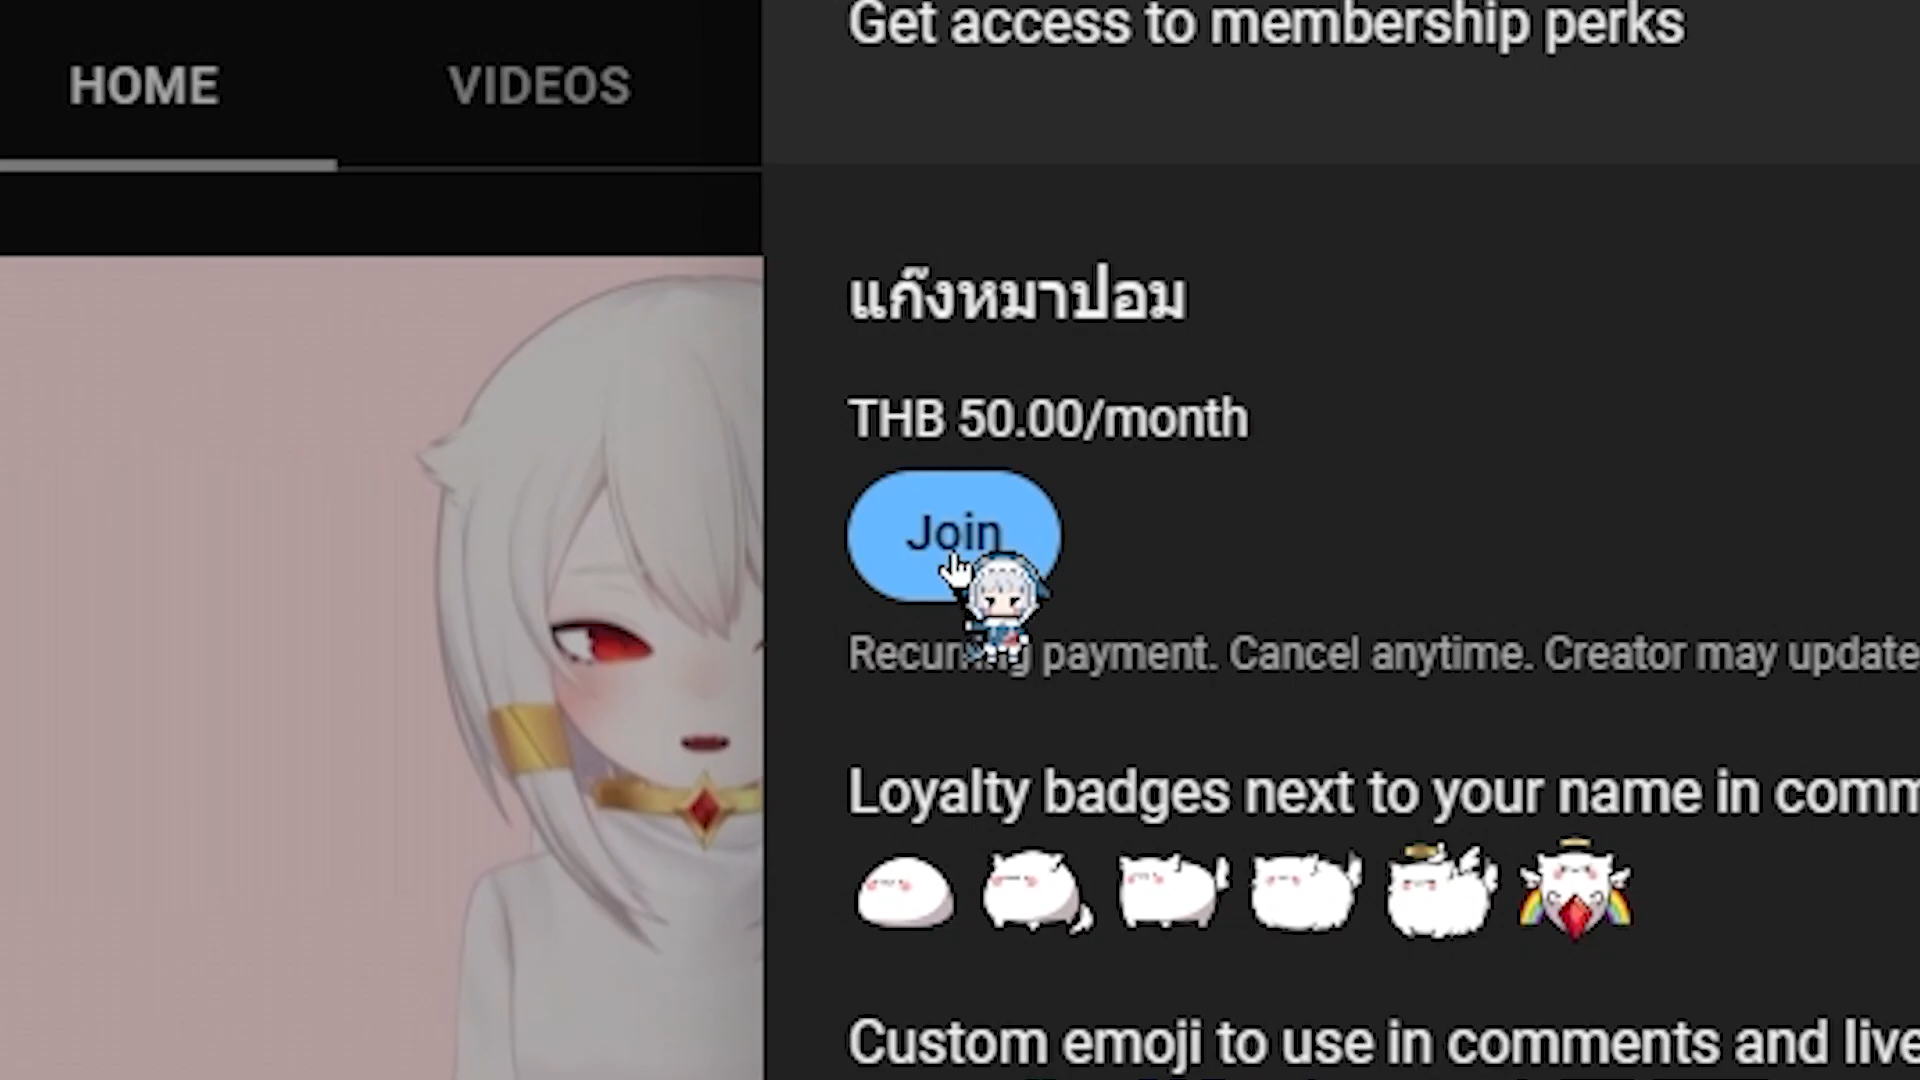 Get access to membership perks
HOME
VIDEOS
แก๊งหมาปอม
THB 50.00/month
Join
Recurring payment. Cancel anytime. Creator may update
Loyalty badges next to your name in comm
Custom emoji to use in comments and live